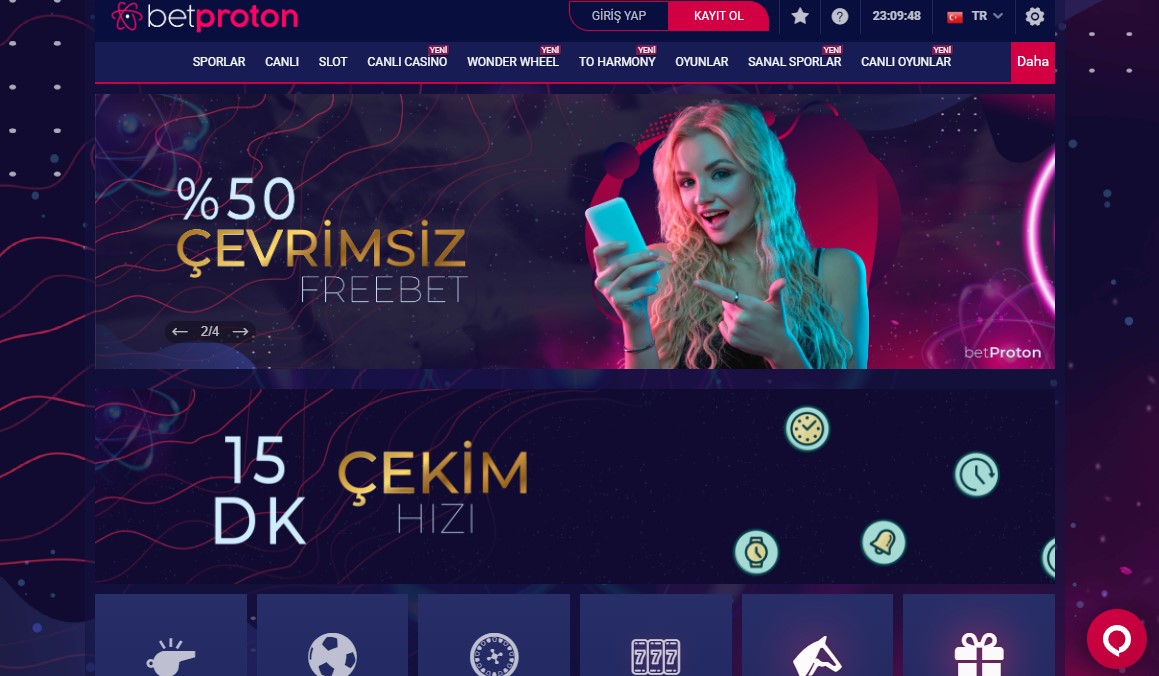 betproton
GİRİŞ YAP
KAYIT OL
23:09:48
TR
SPORLAR
CANLI
SLOT
CANLI CASİNO
YENİ
WONDER WHEEL
YENİ
TO HARMONY
YENİ
OYUNLAR
SANAL SPORLAR
YENİ
CANLI OYUNLAR
YENİ
Daha
%50
ÇEVRİMSİZ
FREEBET
2/4
betProton
15
DK
ÇEKİM
HIZI
777